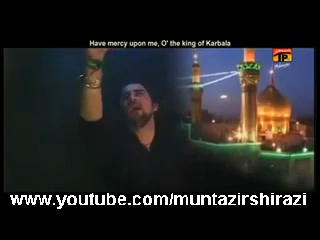 Have mercy upon me, O' the king of Karbala
www.youtube.com/muntazirshirazi